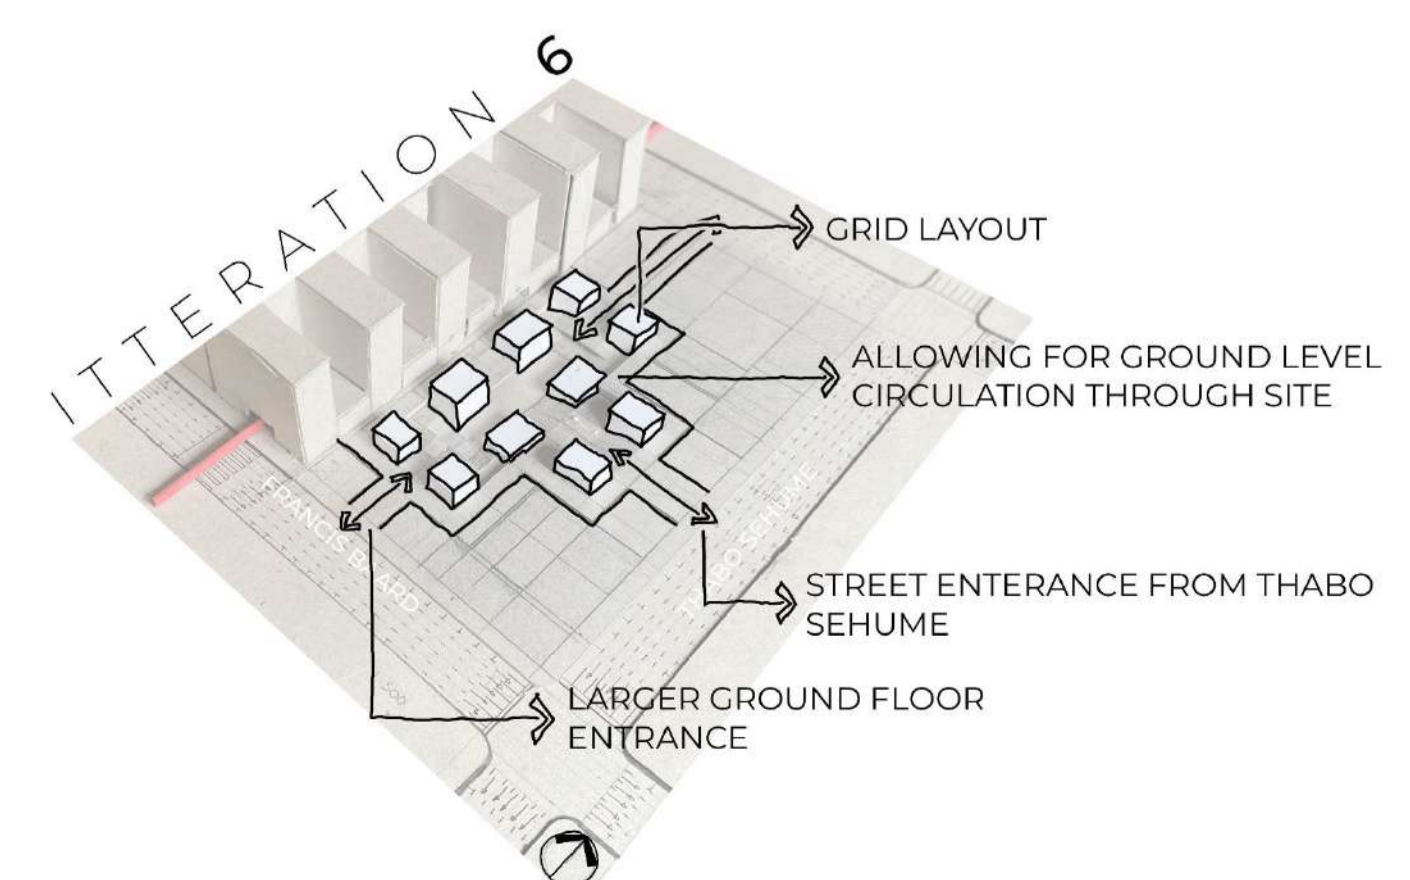 ITTERATION 6
GRID LAYOUT
ALLOWING FOR GROUND LEVEL
CIRCULATION THROUGH SITE
FRANCIS BAARD
THABO SEHUME
STREET ENTERANCE FROM THABO
SEHUME
LARGER GROUND FLOOR
ENTRANCE